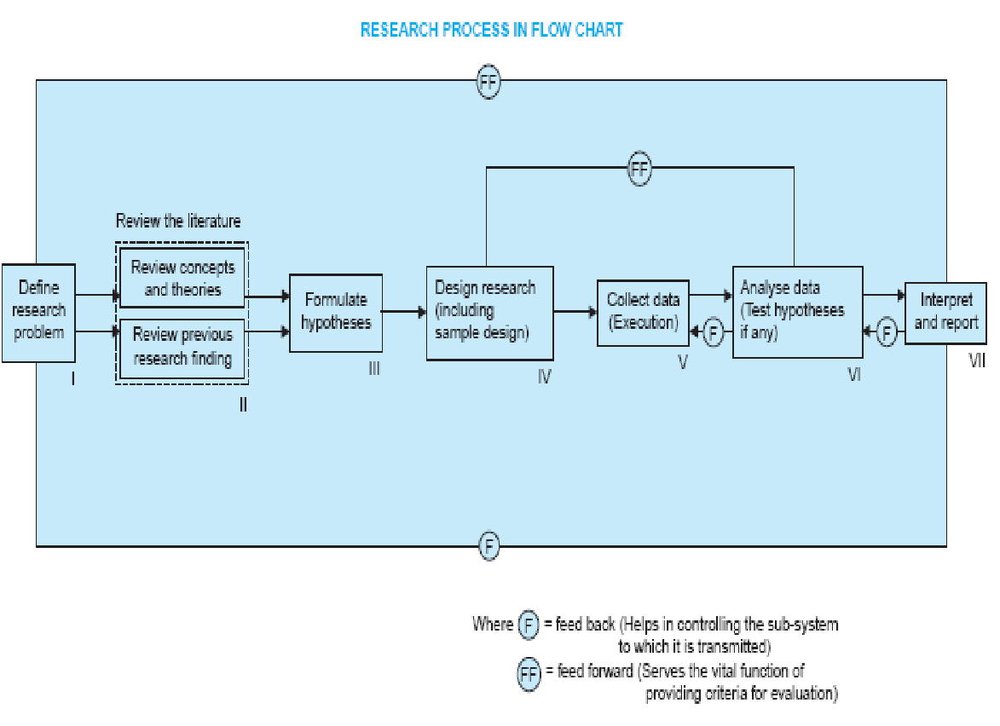 RESEARCH PROCESS IN FLOW CHART
FF
FF
Review the literature
Define
research
problem
I
Review concepts
and theories
Review previous
research finding
II
Formulate
hypotheses
III
Design research
(including
sample design)
IV
Collect data
(Execution)
V
F
Analyse data
(Test hypotheses
if any)
VI
F
Interpret
and report
VII
F
Where F = feed back (Helps in controlling the sub-system
to which it is transmitted)
FF = feed forward (Serves the vital function of
providing criteria for evaluation)